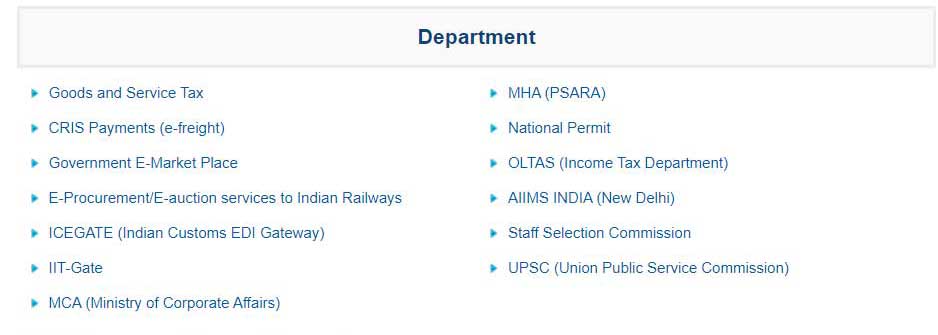 Department
Goods and Service Tax
CRIS Payments (e-freight)
Government E-Market Place
E-Procurement/E-auction services to Indian Railways
ICEGATE (Indian Customs EDI Gateway)
IIT-Gate
MCA (Ministry of Corporate Affairs)
MHA (PSARA)
National Permit
OLTAS (Income Tax Department)
AIIMS INDIA (New Delhi)
Staff Selection Commission
UPSC (Union Public Service Commission)